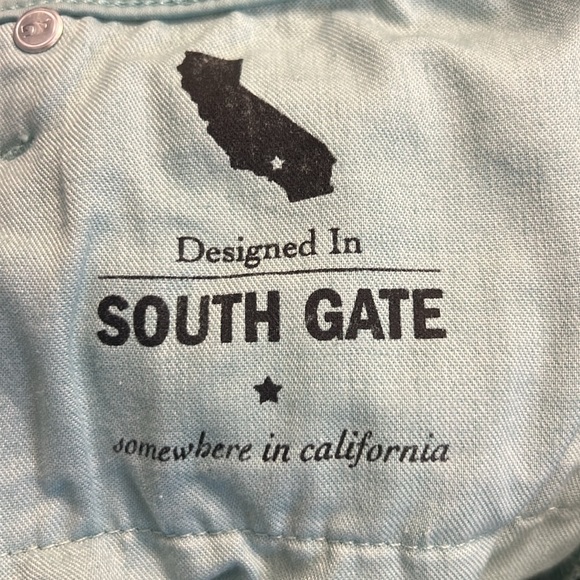 Designed In
SOUTH GATE
somewhere in california